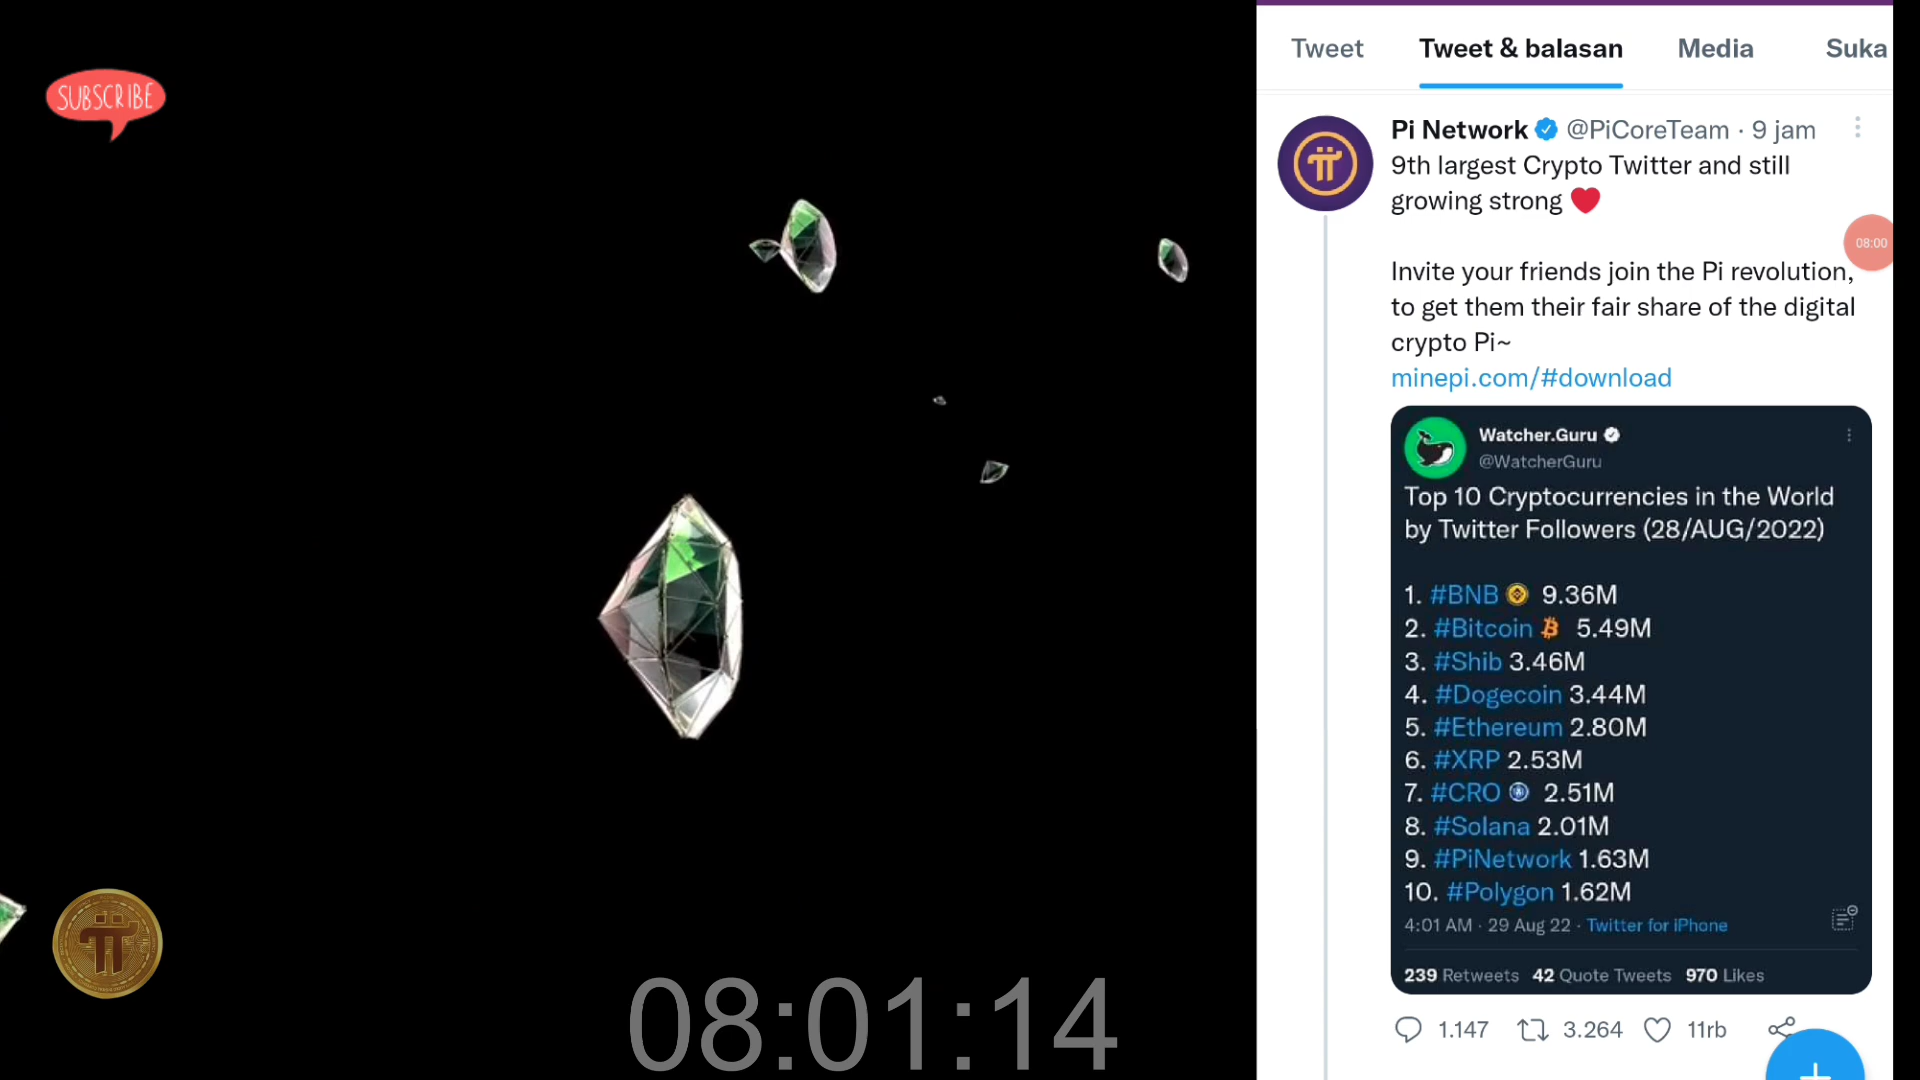 SUBSCRIBE
08:01:14
Tweet Tweet & balasan Media Suka
Pi Network @PiCoreTeam · 9 jam
9th largest Crypto Twitter and still
growing strong ❤️
08:00
Invite your friends join the Pi revolution,
to get them their fair share of the digital
crypto Pi~
minepi.com/#download
Watcher.Guru
@WatcherGuru
Top 10 Cryptocurrencies in the World
by Twitter Followers (28/AUG/2022)
1. #BNB 9.36M
2. #Bitcoin 5.49M
3. #Shib 3.46M
4. #Dogecoin 3.44M
5. #Ethereum 2.80M
6. #XRP 2.53M
7. #CRO 2.51M
8. #Solana 2.01M
9. #PiNetwork 1.63M
10. #Polygon 1.62M
4:01 AM · 29 Aug 22 · Twitter for iPhone
239 Retweets 42 Quote Tweets 970 Likes
1.147 3.264 11rb